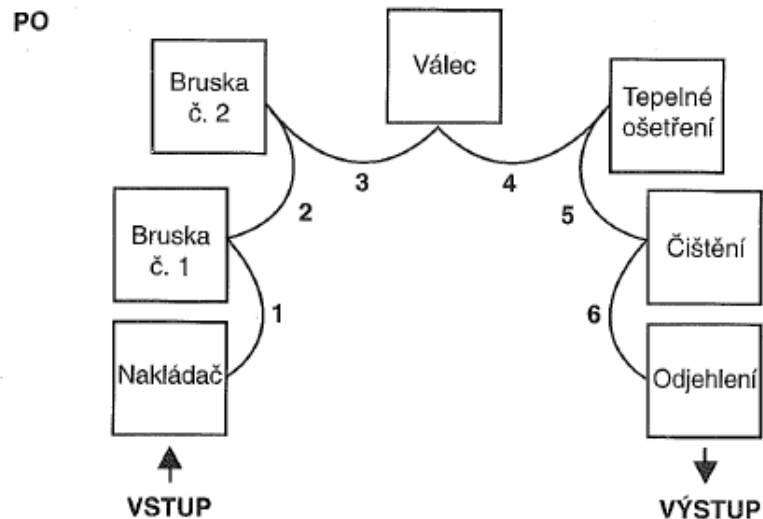 PO
Válec
Bruska
č. 2
Tepelné
ošetření
3
4
2
5
Bruska
č. 1
Čištění
1
6
Nakládač
Odjehlení
VSTUP
VÝSTUP